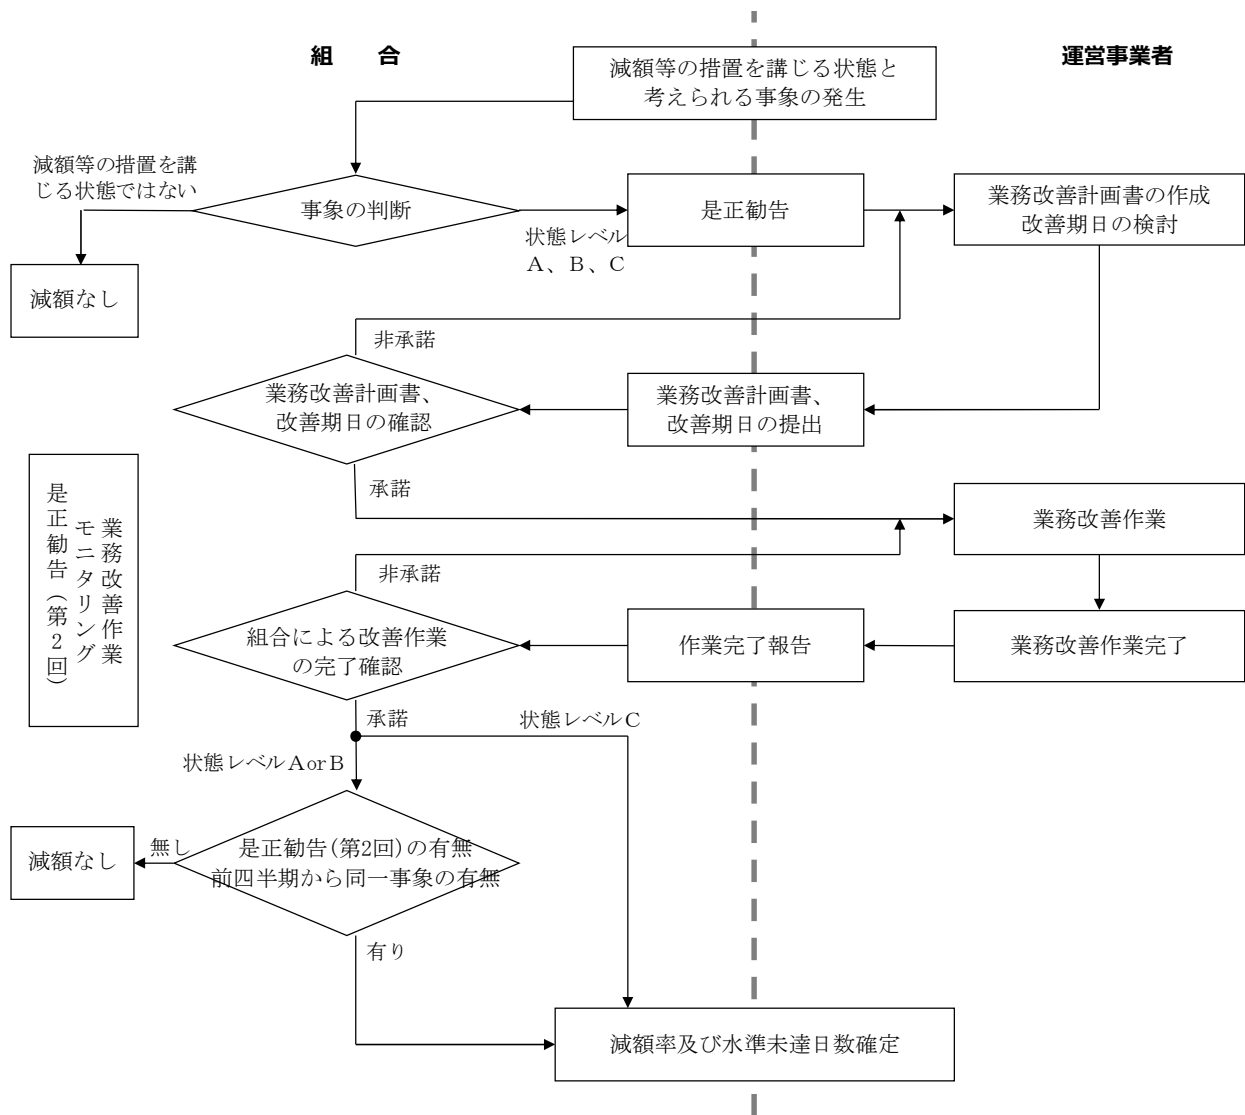 組　合
運営事業者
減額等の措置を講じる状態と
考えられる事象の発生
減額等の措置を講
じる状態ではない
事象の判断
状態レベル
Ａ、Ｂ、Ｃ
是正勧告
業務改善計画書の作成
改善期日の検討
減額なし
非承諾
業務改善計画書、
改善期日の確認
業務改善計画書、
改善期日の提出
承諾
業務改善作業
モニタリング
是正勧告（第２回）
業務改善作業
非承諾
組合による改善作業
の完了確認
作業完了報告
業務改善作業完了
承諾
状態レベルＣ
状態レベルＡorＢ
減額なし
無し
是正勧告(第2回)の有無
前四半期から同一事象の有無
有り
減額率及び水準未達日数確定